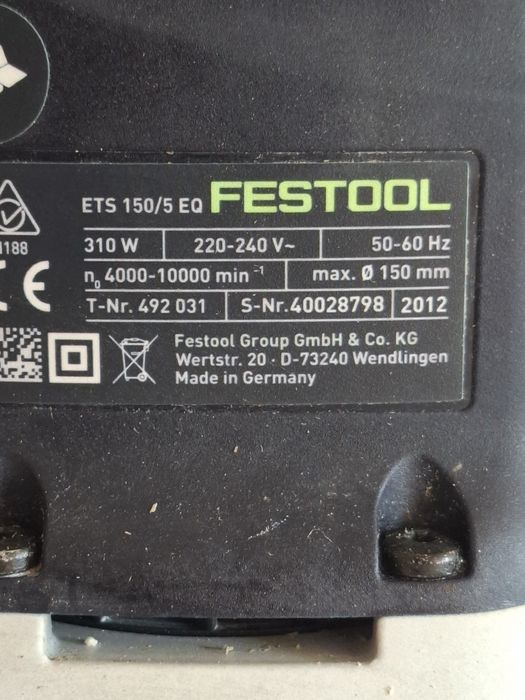 ETS 150/5 EQ FESTOOL
310 W 220-240 V~ 50-60 Hz
n₀ 4000-10000 min⁻¹ max. Ø 150 mm
T-Nr. 492 031 S-Nr.40028798 2012
CE
Festool Group GmbH & Co. KG
Wertstr. 20 · D-73240 Wendlingen
Made in Germany